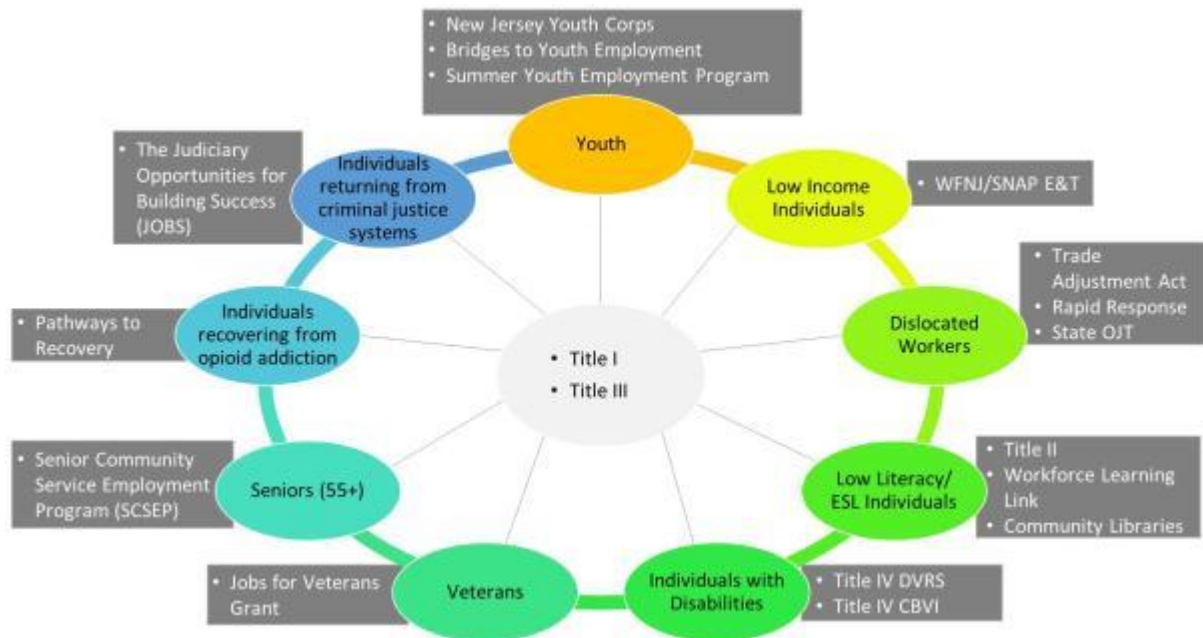 • New Jersey Youth Corps
• Bridges to Youth Employment
• Summer Youth Employment Program
Youth
Low Income
Individuals
• WFNJ/SNAP E&T
Dislocated
Workers
• Trade
Adjustment Act
• Rapid Response
• State OJT
Low Literacy/
ESL Individuals
• Title II
• Workforce Learning
Link
• Community Libraries
Individuals with
Disabilities
• Title IV DVRS
• Title IV CBVI
Veterans
• Jobs for Veterans
Grant
Seniors (55+)
• Senior Community
Service Employment
Program (SCSEP)
Individuals
recovering from
opioid addiction
• Pathways to
Recovery
Individuals
returning from
criminal justice
systems
• The Judiciary
Opportunities for
Building Success
(JOBS)
• Title I
• Title III